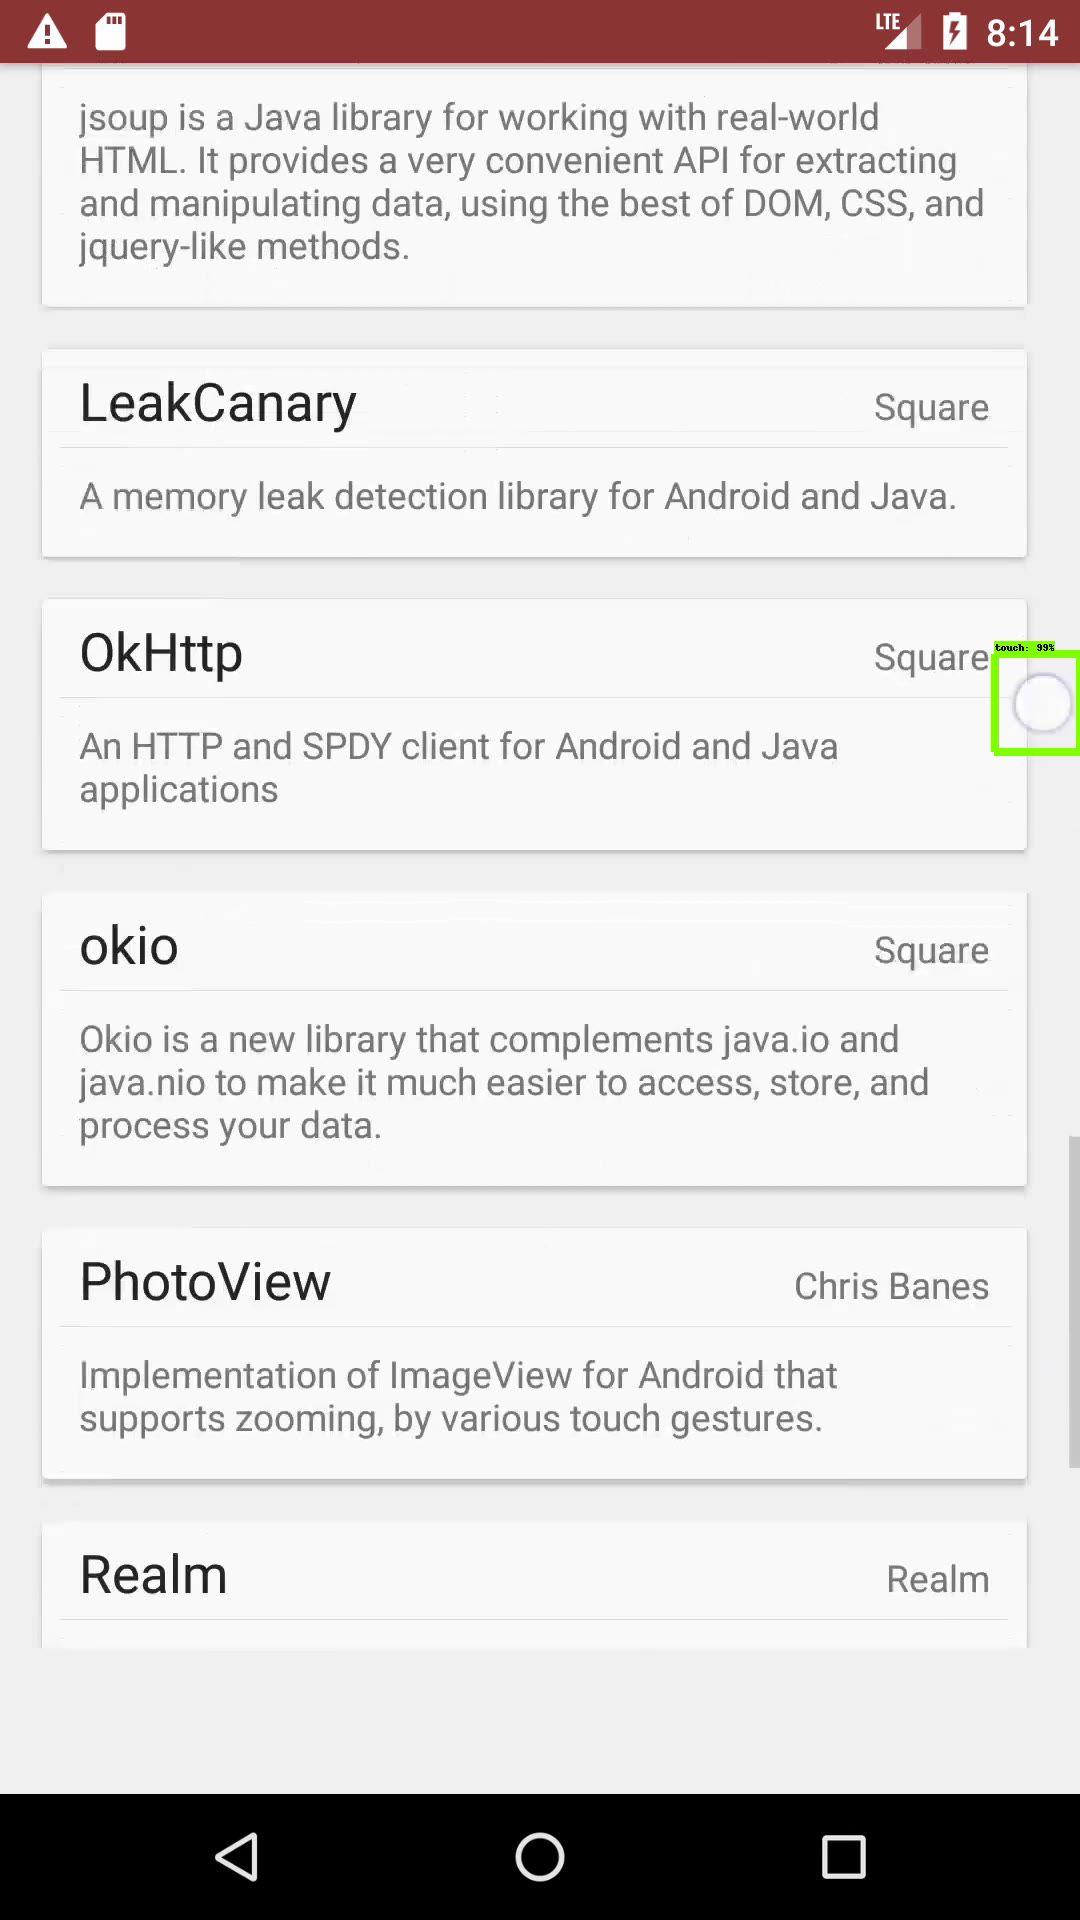 LTE 8:14
jsoup is a Java library for working with real-world
HTML. It provides a very convenient API for extracting
and manipulating data, using the best of DOM, CSS, and
jquery-like methods.
LeakCanary Square
A memory leak detection library for Android and Java.
OkHttp Square
touch: 99%
An HTTP and SPDY client for Android and Java
applications
okio Square
Okio is a new library that complements java.io and
java.nio to make it much easier to access, store, and
process your data.
PhotoView Chris Banes
Implementation of ImageView for Android that
supports zooming, by various touch gestures.
Realm Realm